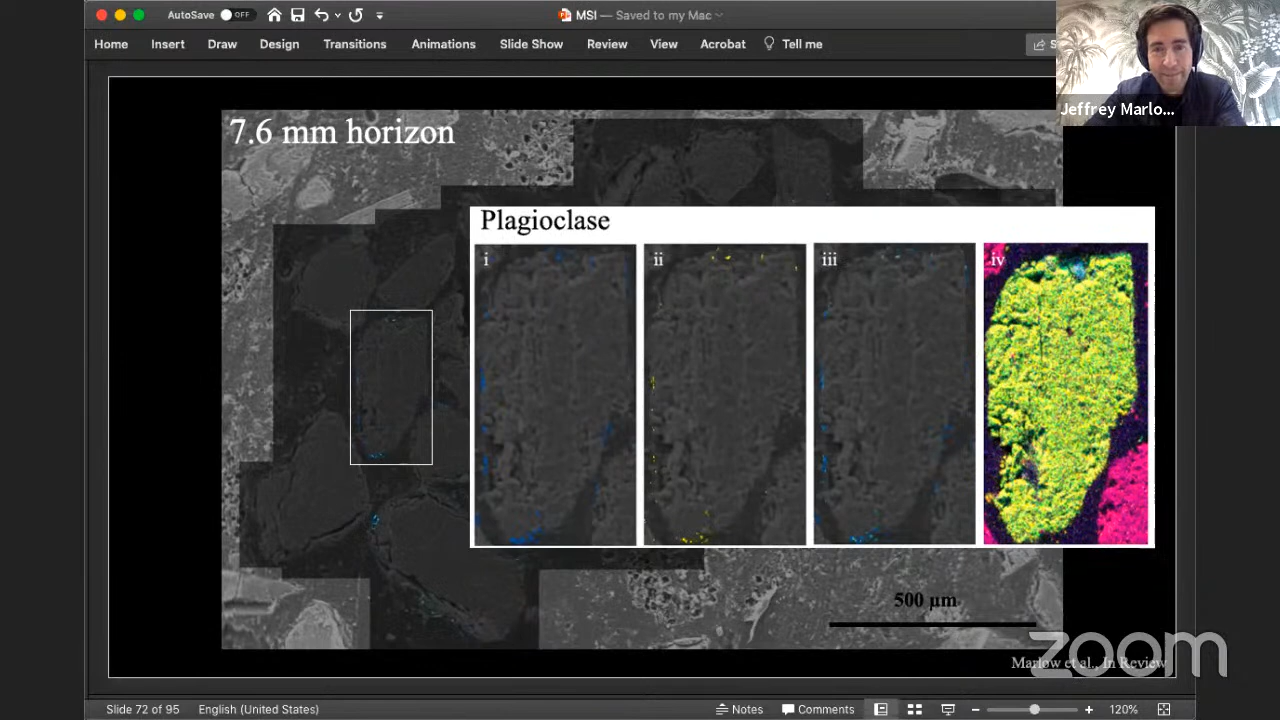 AutoSave OFF
MSI — Saved to my Mac
Home Insert Draw Design Transitions Animations Slide Show Review View Acrobat Tell me S
Jeffrey Marlo...
7.6 mm horizon
Plagioclase
i ii iii iv
500 µm
zoom
Marlow et al., In Review
Slide 72 of 95 English (United States) Notes Comments 120%